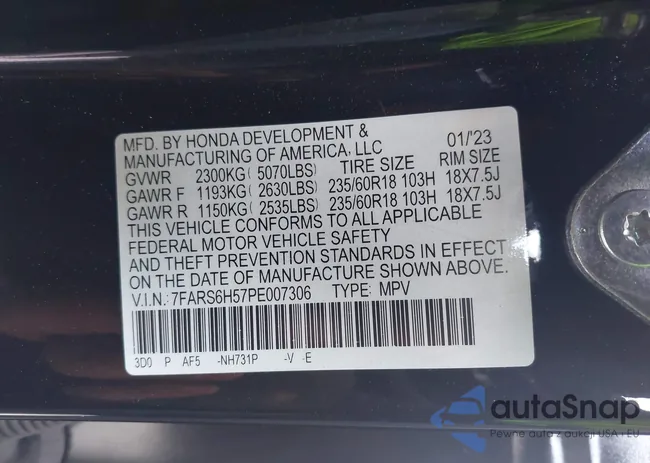 MFD. BY HONDA DEVELOPMENT & 01/'23
MANUFACTURING OF AMERICA, LLC
GVWR 2300KG( 5070LBS) TIRE SIZE RIM SIZE
GAWR F 1193KG( 2630LBS) 235/60R18 103H 18X7.5J
GAWR R 1150KG( 2535LBS) 235/60R18 103H 18X7.5J
THIS VEHICLE CONFORMS TO ALL APPLICABLE
FEDERAL MOTOR VEHICLE SAFETY
AND THEFT PREVENTION STANDARDS IN EFFECT
ON THE DATE OF MANUFACTURE SHOWN ABOVE.
V.I.N.:7FARS6H57PE007306 TYPE: MPV
3D0 P AF5 -NH731P -V -E
autaSnap
Pewne auta z aukcji USA i EU